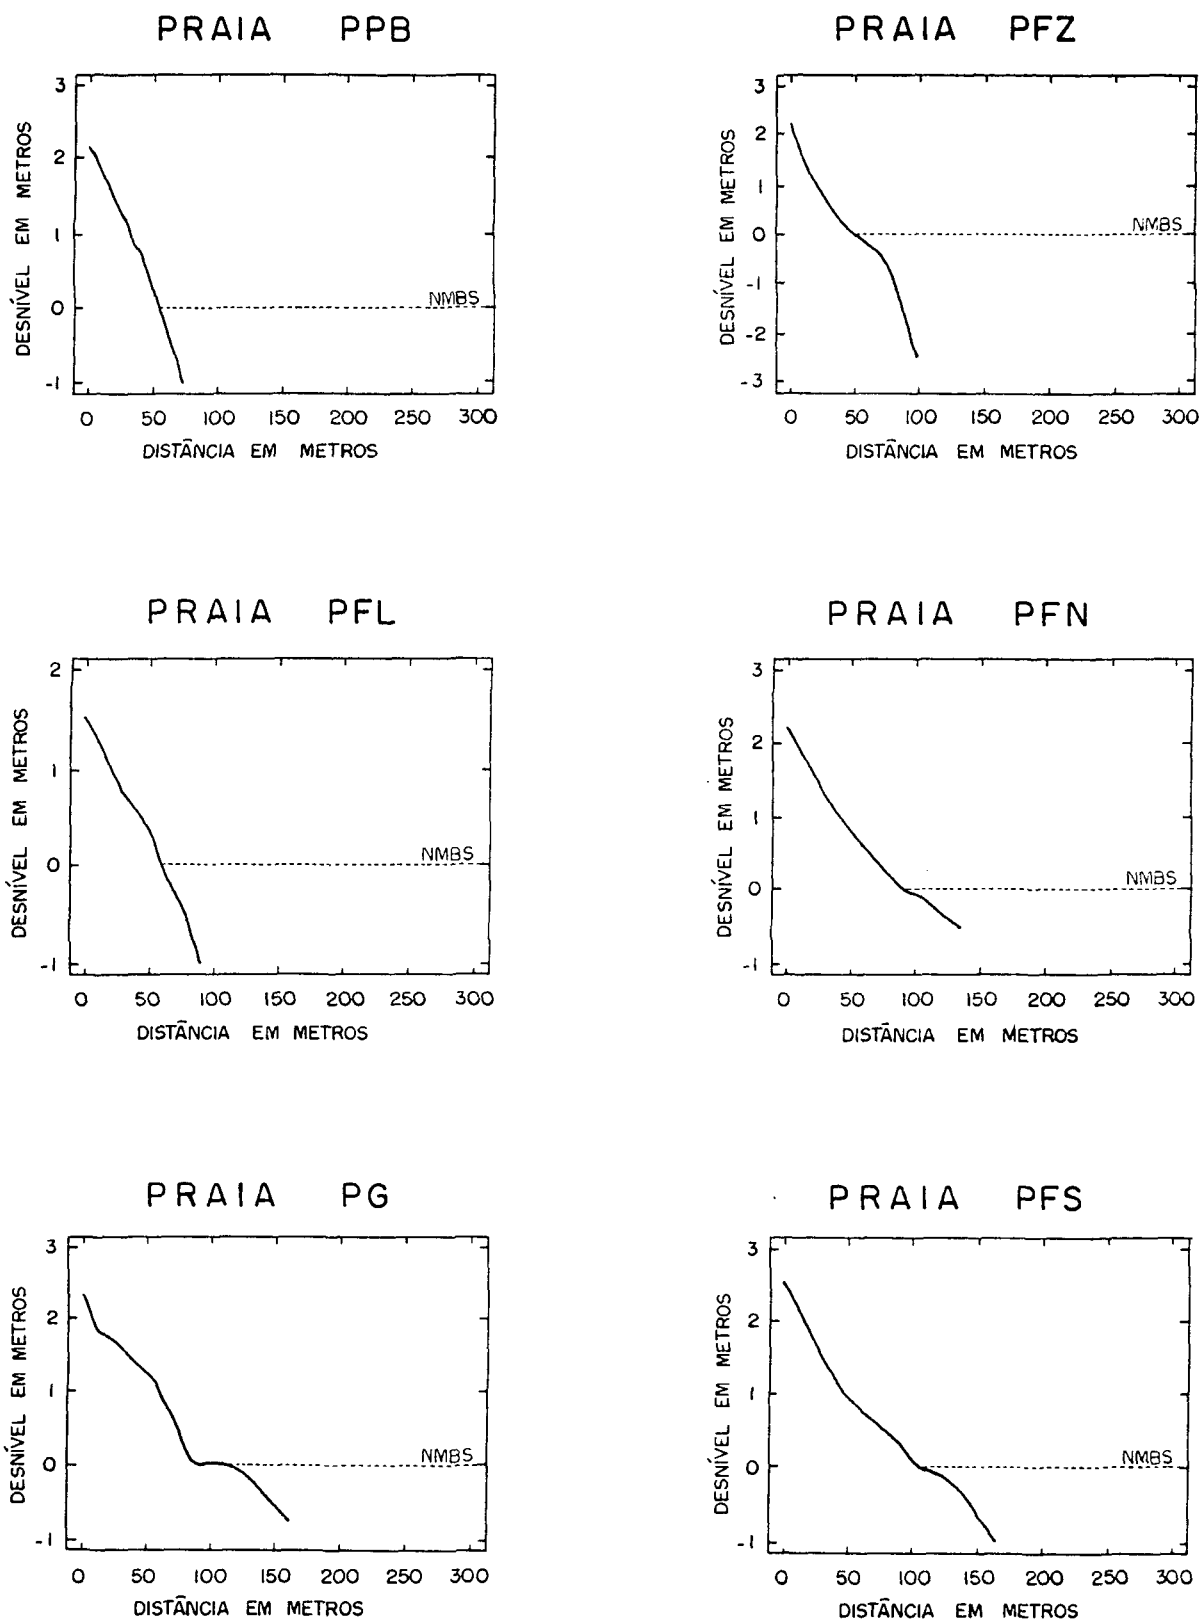 PRAIA PPB
3
2
1
0
-1
DESNÍVEL EM METROS
NMBS
0 50 100 150 200 250 300
DISTÂNCIA EM METROS
PRAIA PFZ
3
2
1
0
-1
-2
-3
DESNÍVEL EM METROS
NMBS
0 50 100 150 200 250 300
DISTÂNCIA EM METROS
PRAIA PFL
2
1
0
-1
DESNÍVEL EM METROS
NMBS
0 50 100 150 200 250 300
DISTÂNCIA EM METROS
PRAIA PFN
3
2
1
0
-1
DESNÍVEL EM METROS
NMBS
0 50 100 150 200 250 300
DISTÂNCIA EM METROS
PRAIA PG
3
2
1
0
-1
DESNÍVEL EM METROS
NMBS
0 50 100 150 200 250 300
DISTÂNCIA EM METROS
PRAIA PFS
3
2
1
0
-1
DESNÍVEL EM METROS
NMBS
0 50 100 150 200 250 300
DISTÂNCIA EM METROS